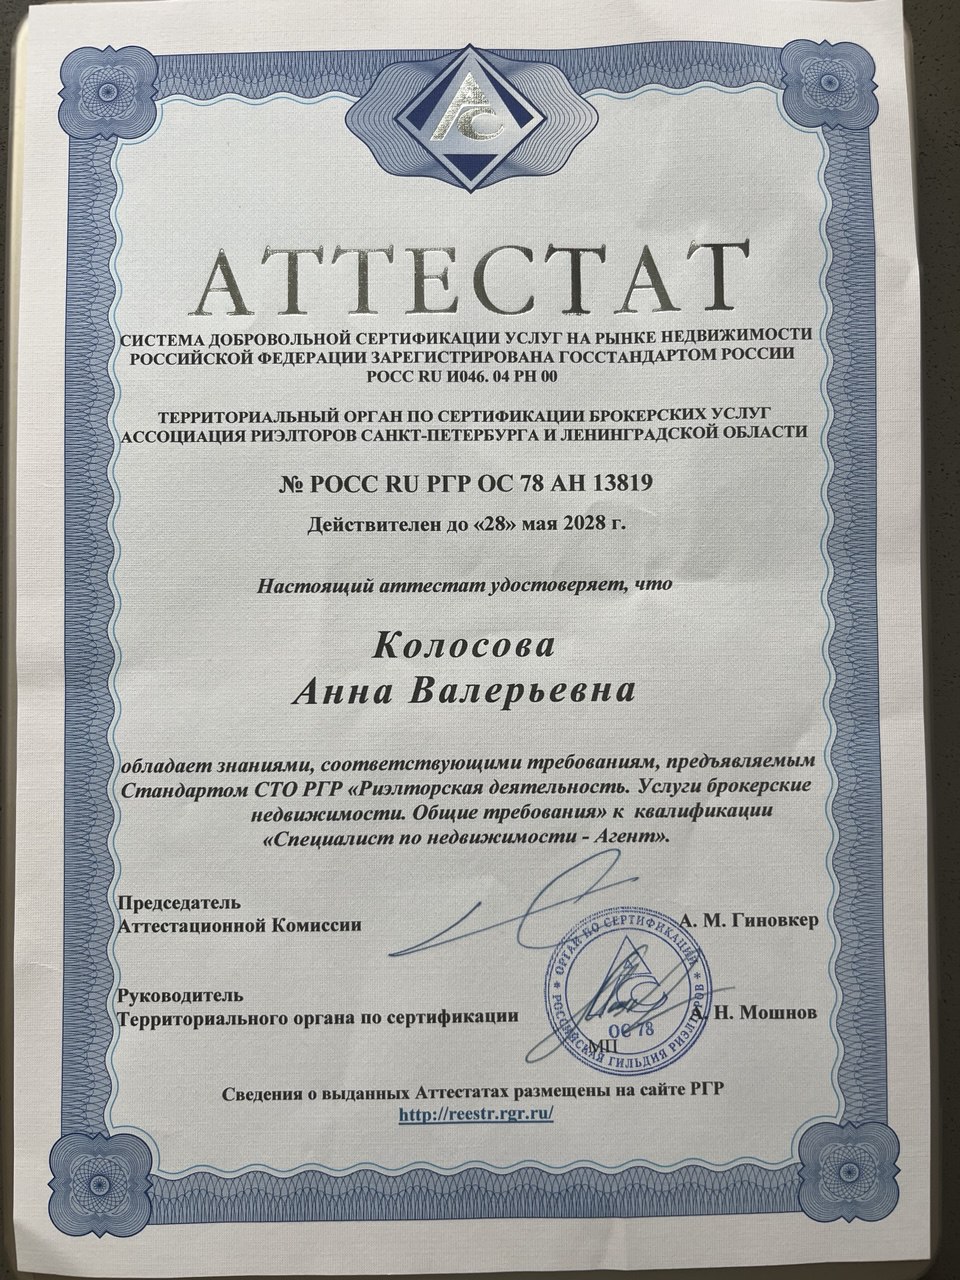 АС
АТТЕСТАТ
СИСТЕМА ДОБРОВОЛЬНОЙ СЕРТИФИКАЦИИ УСЛУГ НА РЫНКЕ НЕДВИЖИМОСТИ
РОССИЙСКОЙ ФЕДЕРАЦИИ ЗАРЕГИСТРИРОВАНА ГОССТАНДАРТОМ РОССИИ
РОСС RU И046. 04 РН 00
ТЕРРИТОРИАЛЬНЫЙ ОРГАН ПО СЕРТИФИКАЦИИ БРОКЕРСКИХ УСЛУГ
АССОЦИАЦИЯ РИЭЛТОРОВ САНКТ-ПЕТЕРБУРГА И ЛЕНИНГРАДСКОЙ ОБЛАСТИ
№ РОСС RU РГР ОС 78 АН 13819
Действителен до «28» мая 2028 г.
Настоящий аттестат удостоверяет, что
Колосова
Анна Валерьевна
обладает знаниями, соответствующими требованиям, предъявляемым
Стандартом СТО РГР «Риэлторская деятельность. Услуги брокерские
недвижимости. Общие требования» к квалификации
«Специалист по недвижимости - Агент».
Председатель
Аттестационной Комиссии
А. М. Гиновкер
Руководитель
Территориального органа по сертификации
А. Н. Мошнов
ОРГАН ПО СЕРТИФИКАЦИИ
РОССИЙСКАЯ ГИЛЬДИЯ РИЭЛТОРОВ
ОС 78
МП
Сведения о выданных Аттестатах размещены на сайте РГР
http://reestr.rgr.ru/